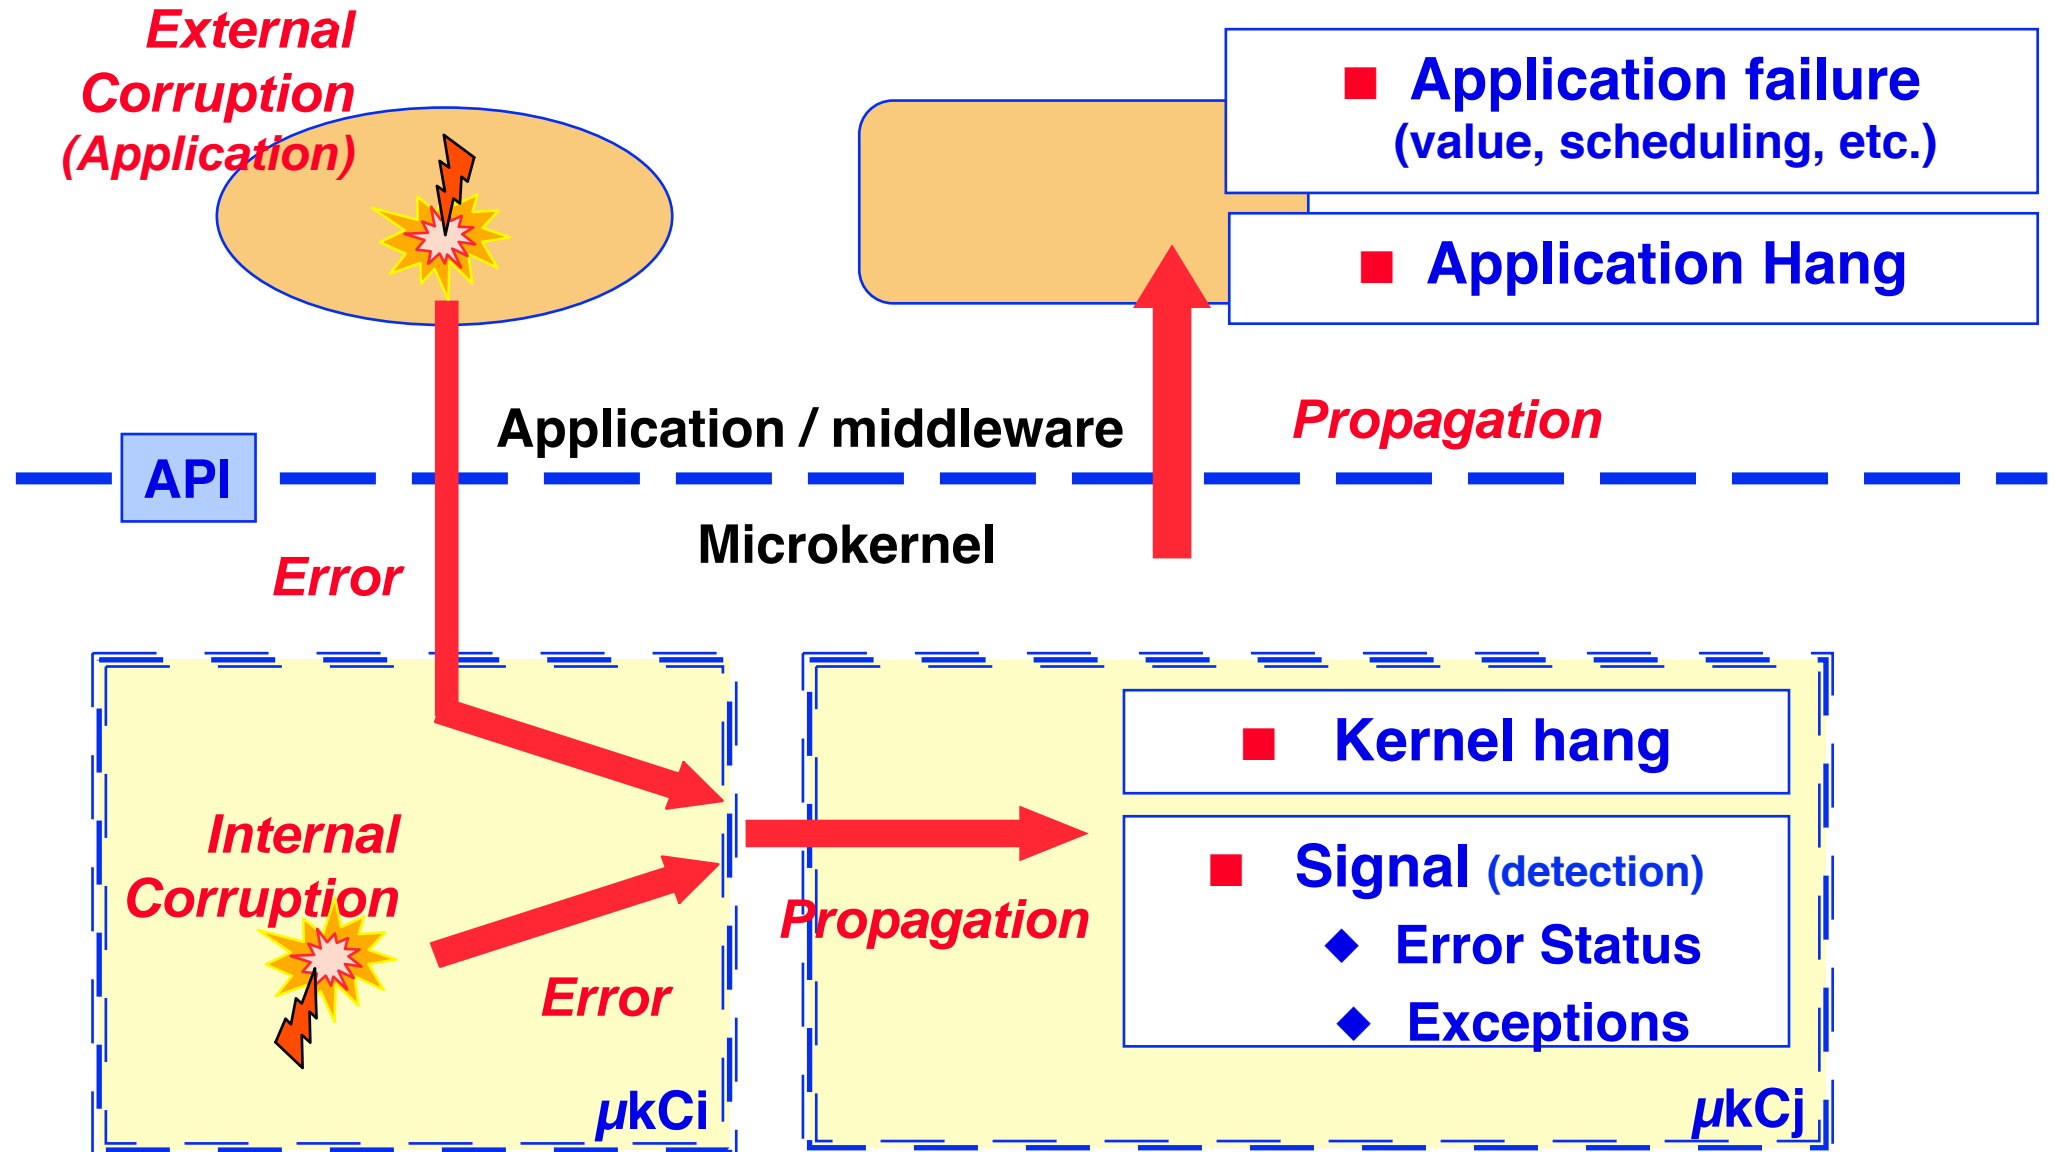 External
Corruption
(Application)
■ Application failure
(value, scheduling, etc.)
■ Application Hang
Application / middleware
Propagation
API
Microkernel
Error
■ Kernel hang
Internal
Corruption
■ Signal (detection)
Propagation
◆ Error Status
Error
◆ Exceptions
µkCi
µkCj